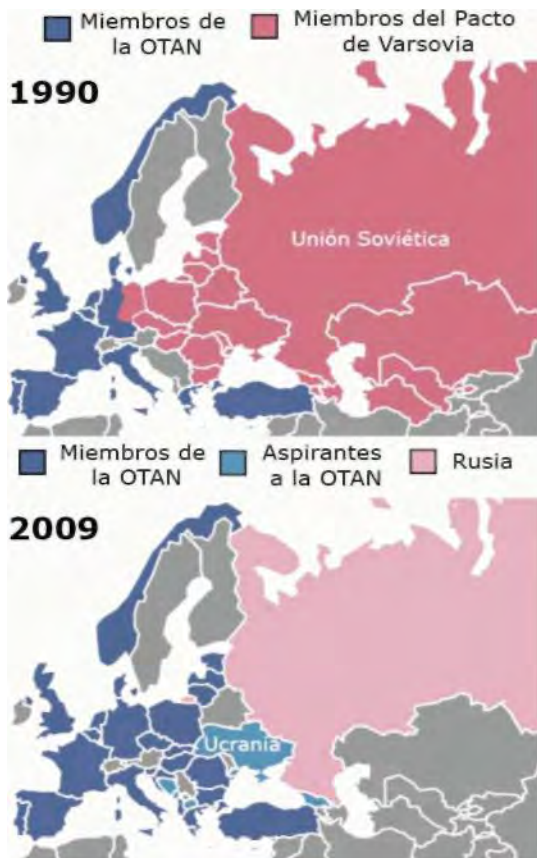 Miembros de
la OTAN
Miembros del Pacto
de Varsovia
1990
Unión Soviética
Miembros de
la OTAN
Aspirantes
a la OTAN
Rusia
2009
Ucrania